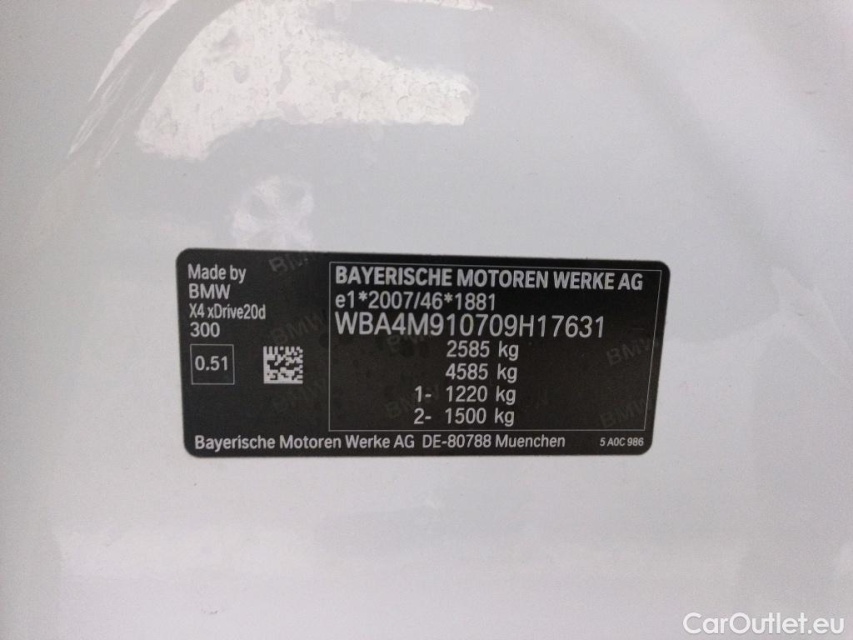 Made by
BMW
X4 xDrive20d
300
0.51
BAYERISCHE MOTOREN WERKE AG
e1*2007/46*1881
WBA4M910709H17631
2585 kg
4585 kg
1- 1220 kg
2- 1500 kg
Bayerische Motoren Werke AG DE-80788 Muenchen
5 A0C 986
CarOutlet.eu